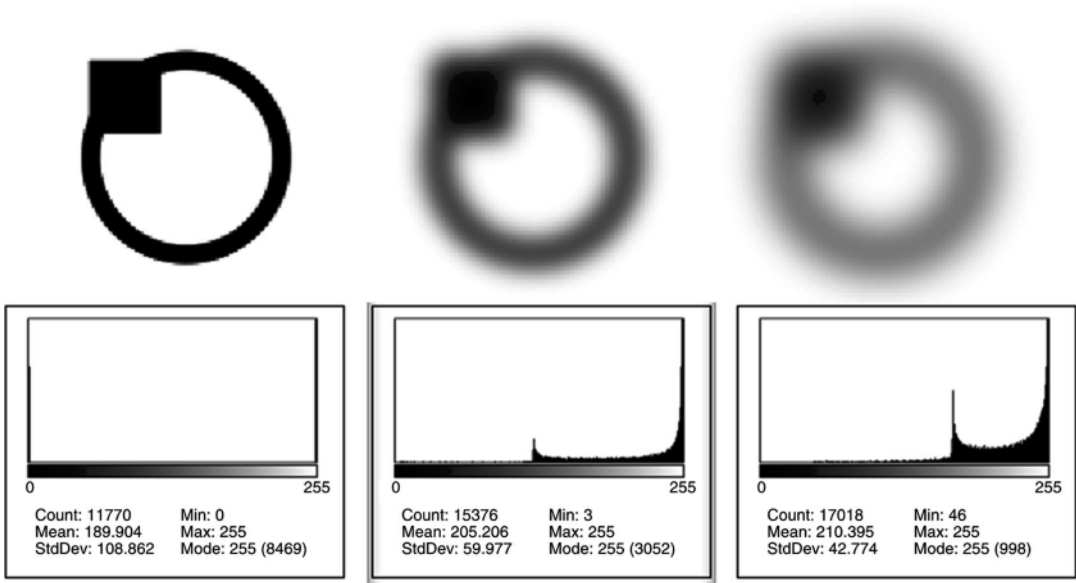 0 255
Count: 11770 Min: 0
Mean: 189.904 Max: 255
StdDev: 108.862 Mode: 255 (8469)
0 255
Count: 15376 Min: 3
Mean: 205.206 Max: 255
StdDev: 59.977 Mode: 255 (3052)
0 255
Count: 17018 Min: 46
Mean: 210.395 Max: 255
StdDev: 42.774 Mode: 255 (998)